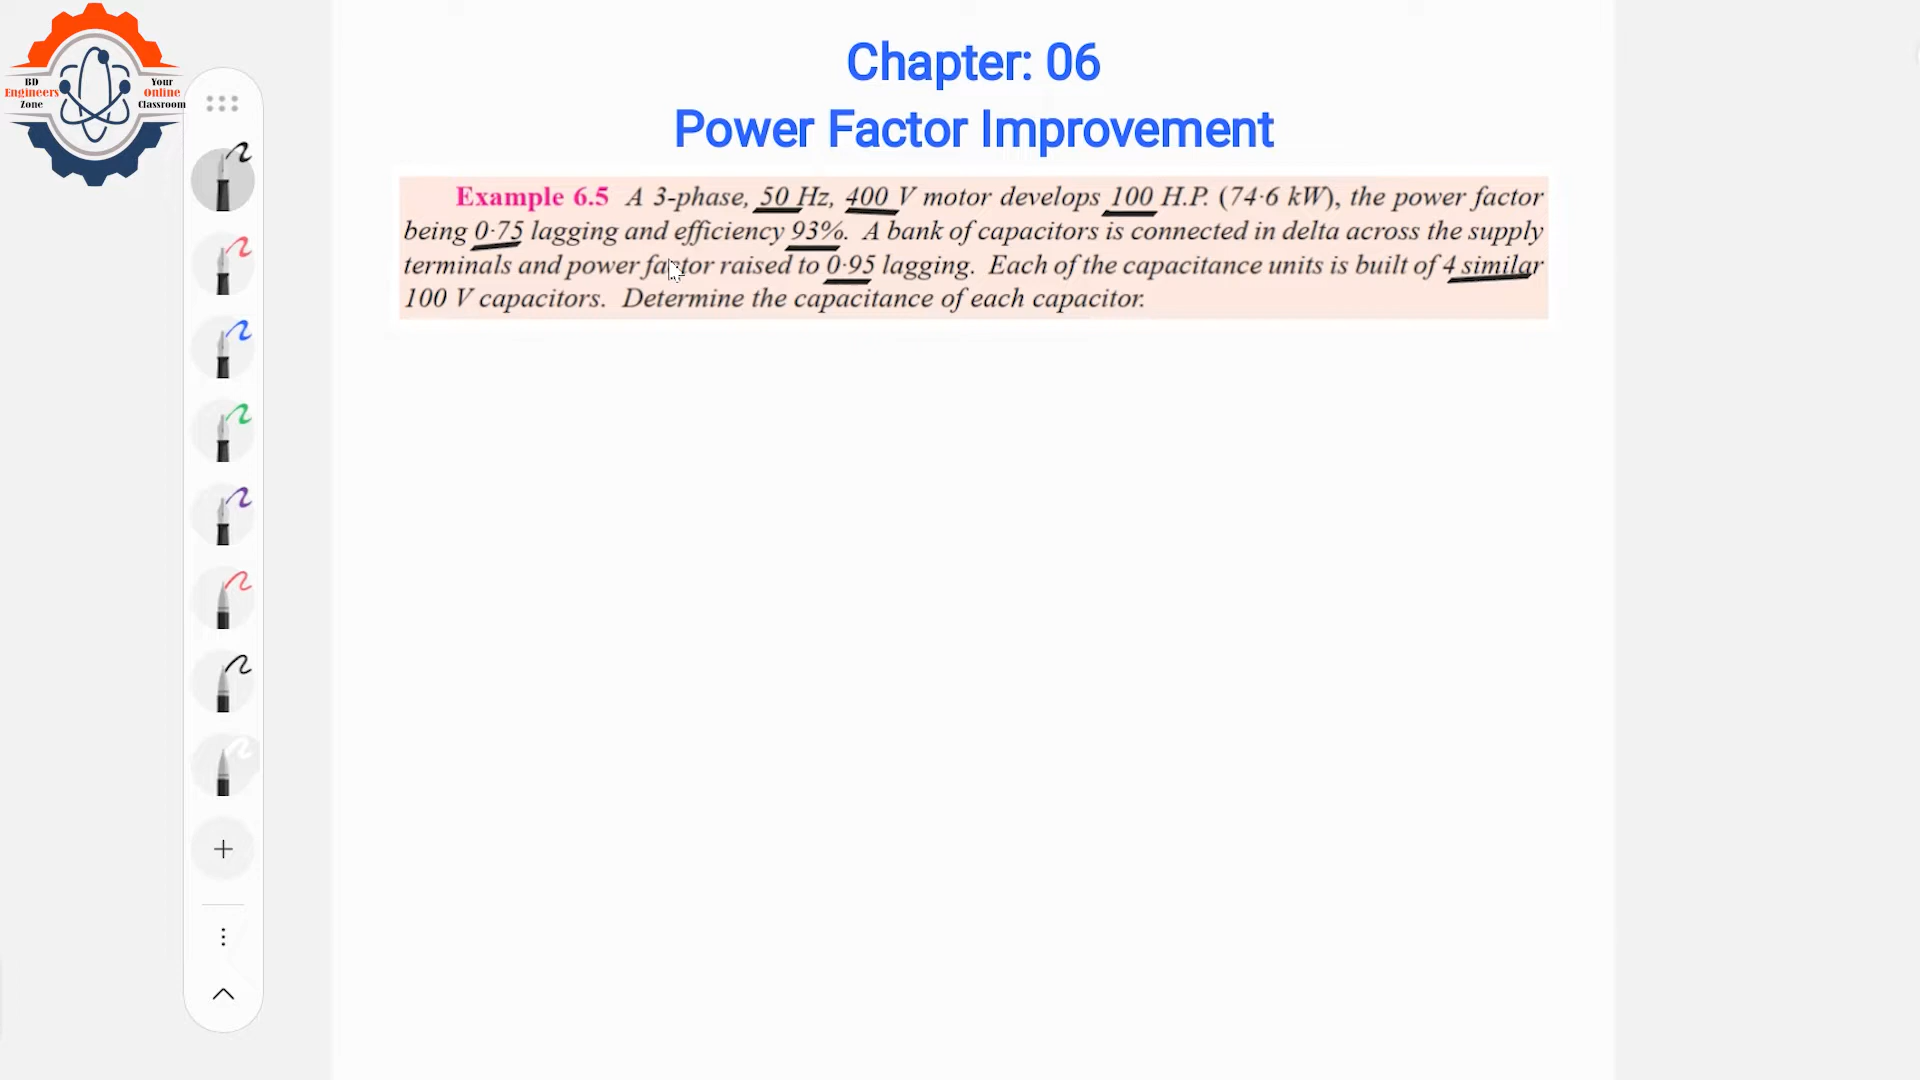 BD
Engineers
Zone
Your
Online
Classroom
Chapter: 06
Power Factor Improvement
Example 6.5 A 3-phase, 50 Hz, 400 V motor develops 100 H.P. (74·6 kW), the power factor
being 0·75 lagging and efficiency 93%. A bank of capacitors is connected in delta across the supply
terminals and power factor raised to 0·95 lagging. Each of the capacitance units is built of 4 similar
100 V capacitors. Determine the capacitance of each capacitor.